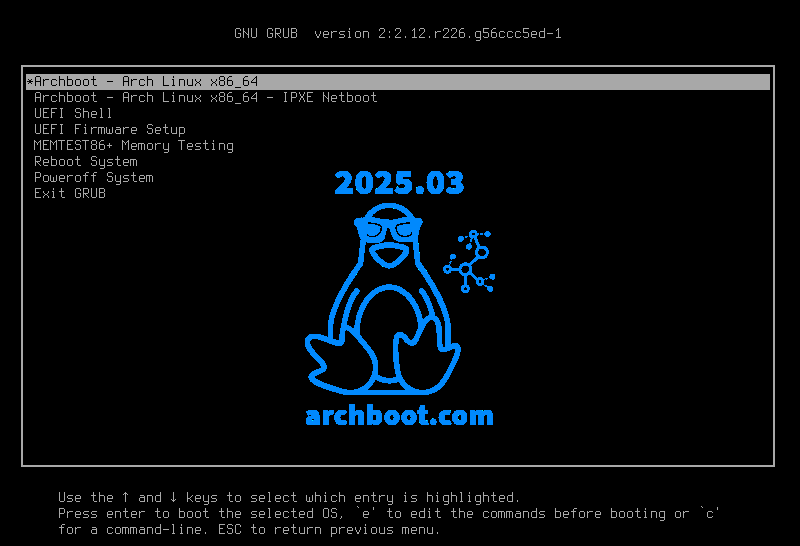 GNU GRUB  version 2:2.12.r226.g56ccc5ed-1
*Archboot - Arch Linux x86_64
Archboot - Arch Linux x86_64 - IPXE Netboot
UEFI Shell
UEFI Firmware Setup
MEMTEST86+ Memory Testing
Reboot System
Poweroff System
Exit GRUB
2025.03
archboot.com
Use the ↑ and ↓ keys to select which entry is highlighted.
Press enter to boot the selected OS, `e' to edit the commands before booting or `c'
for a command-line. ESC to return previous menu.